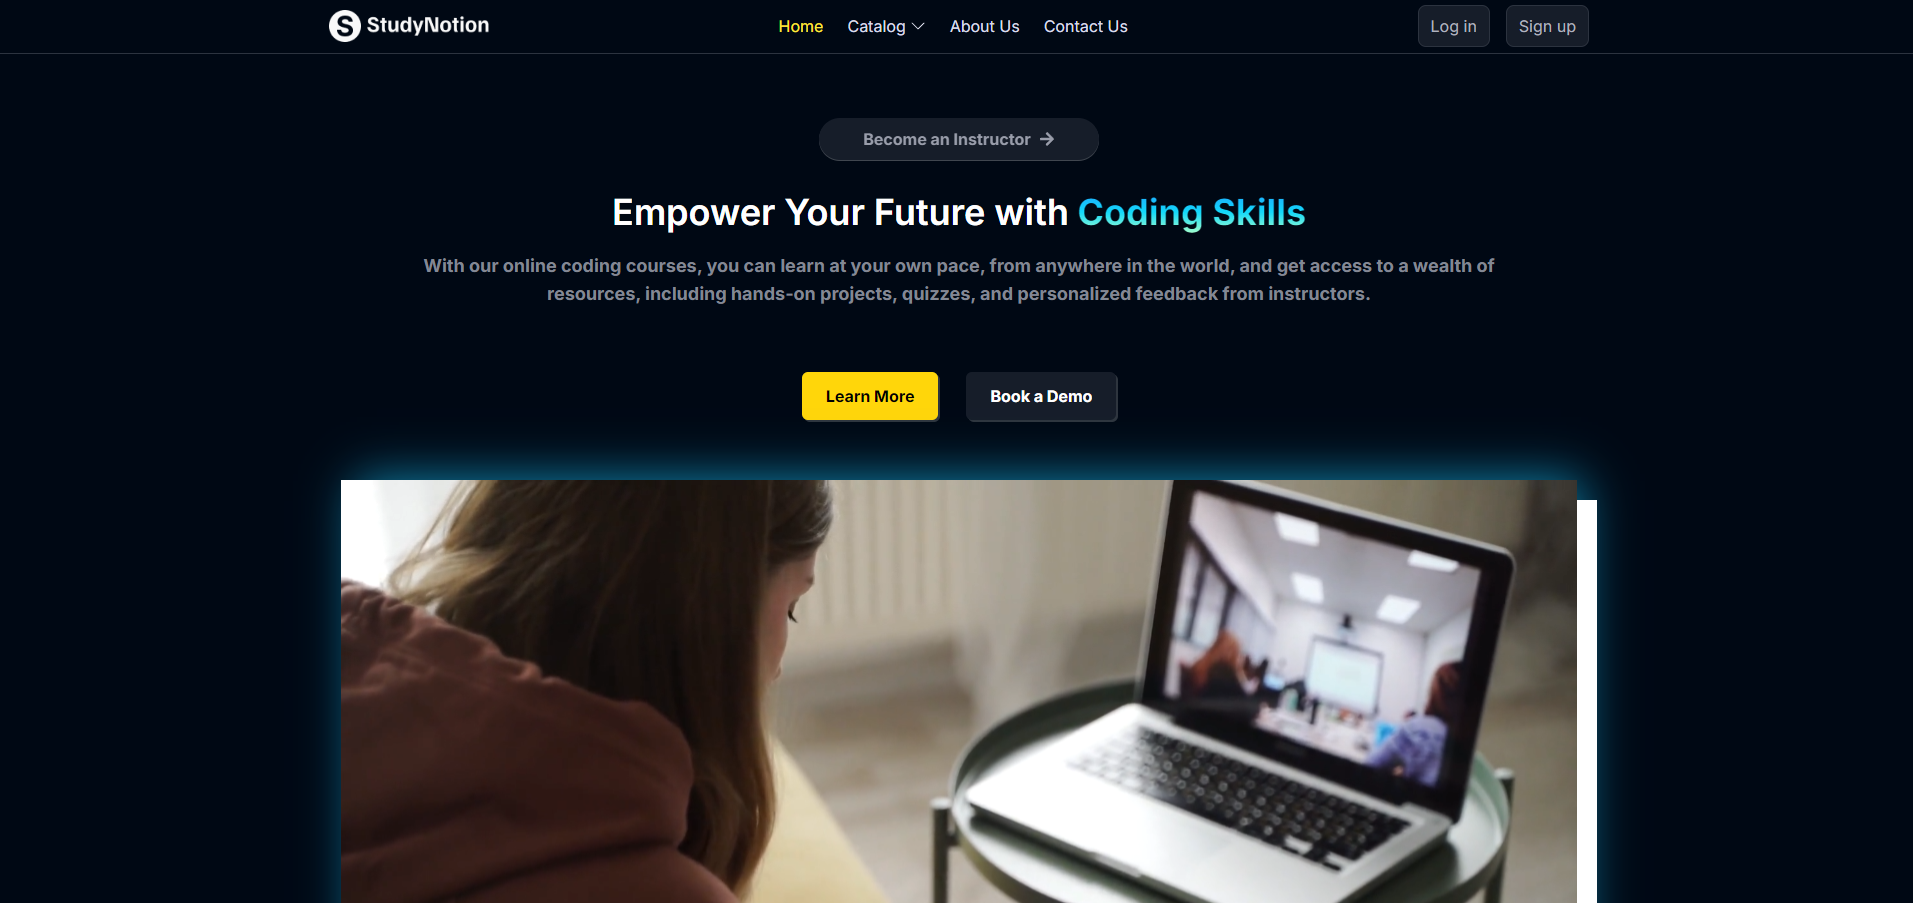 StudyNotion
Home Catalog About Us Contact Us
Log in Sign up
Become an Instructor →
Empower Your Future with Coding Skills
With our online coding courses, you can learn at your own pace, from anywhere in the world, and get access to a wealth of
resources, including hands-on projects, quizzes, and personalized feedback from instructors.
Learn More Book a Demo